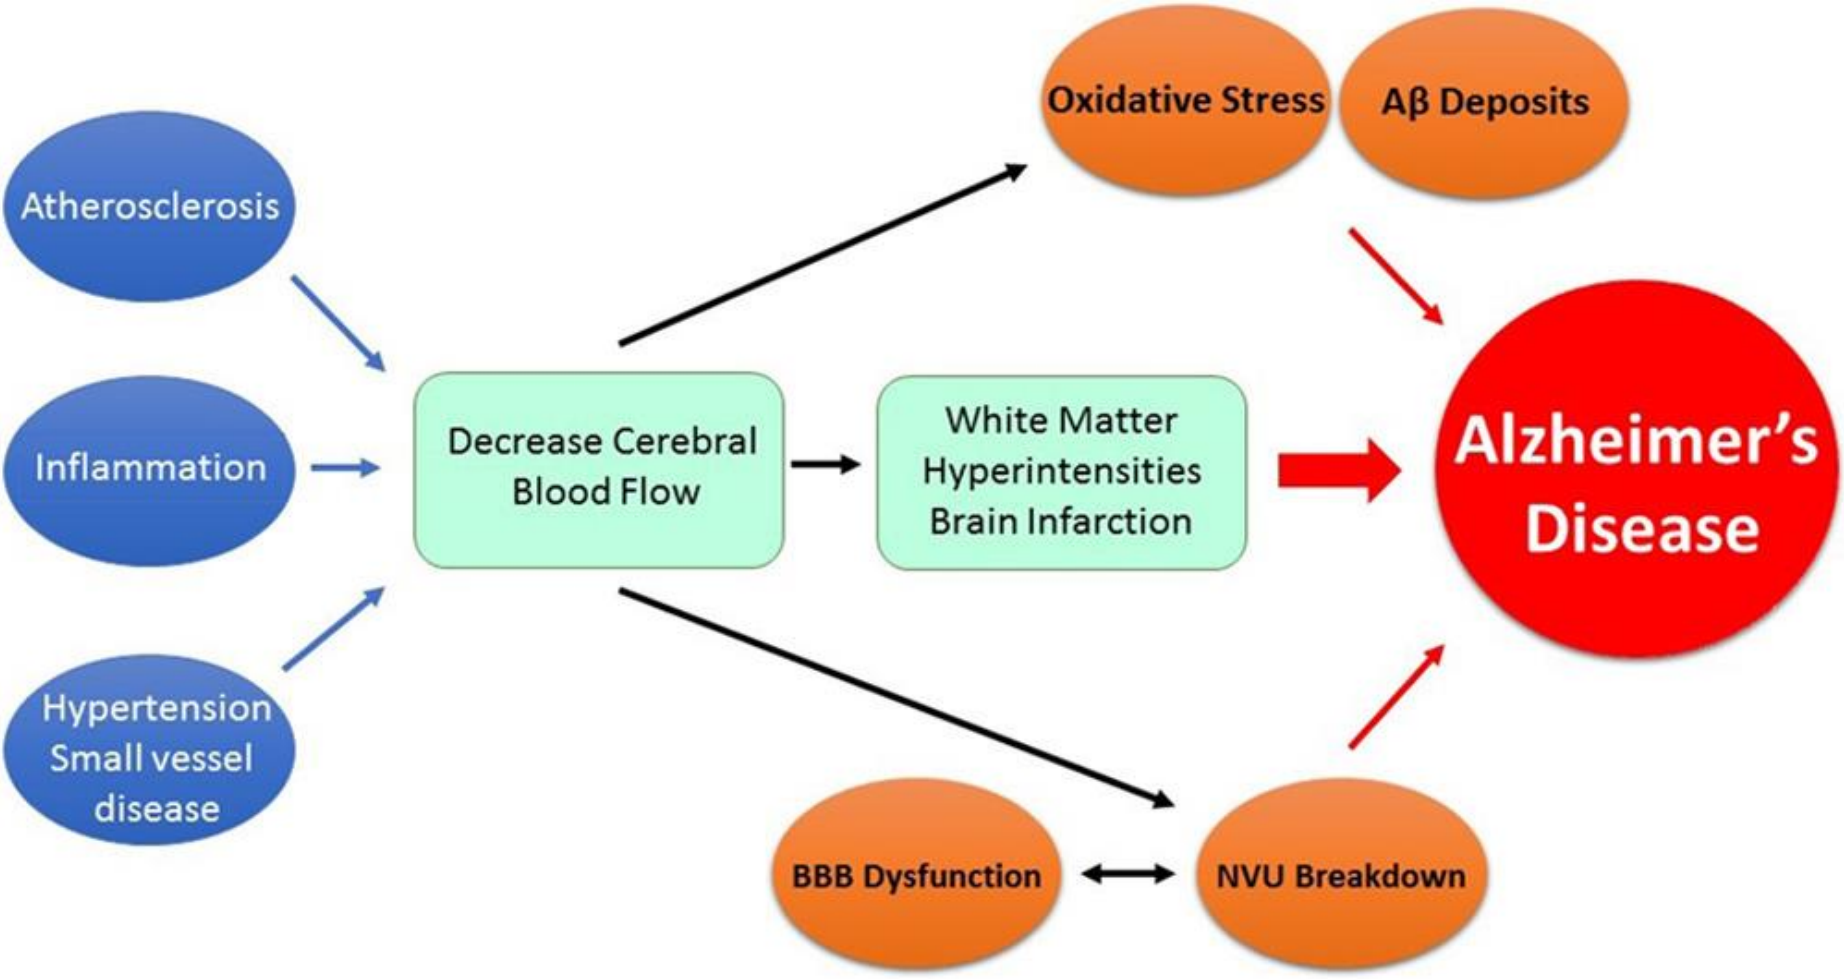 Oxidative Stress
Aβ Deposits
Atherosclerosis
Inflammation
Hypertension
Small vessel
disease
Decrease Cerebral
Blood Flow
White Matter
Hyperintensities
Brain Infarction
Alzheimer's
Disease
BBB Dysfunction
NVU Breakdown